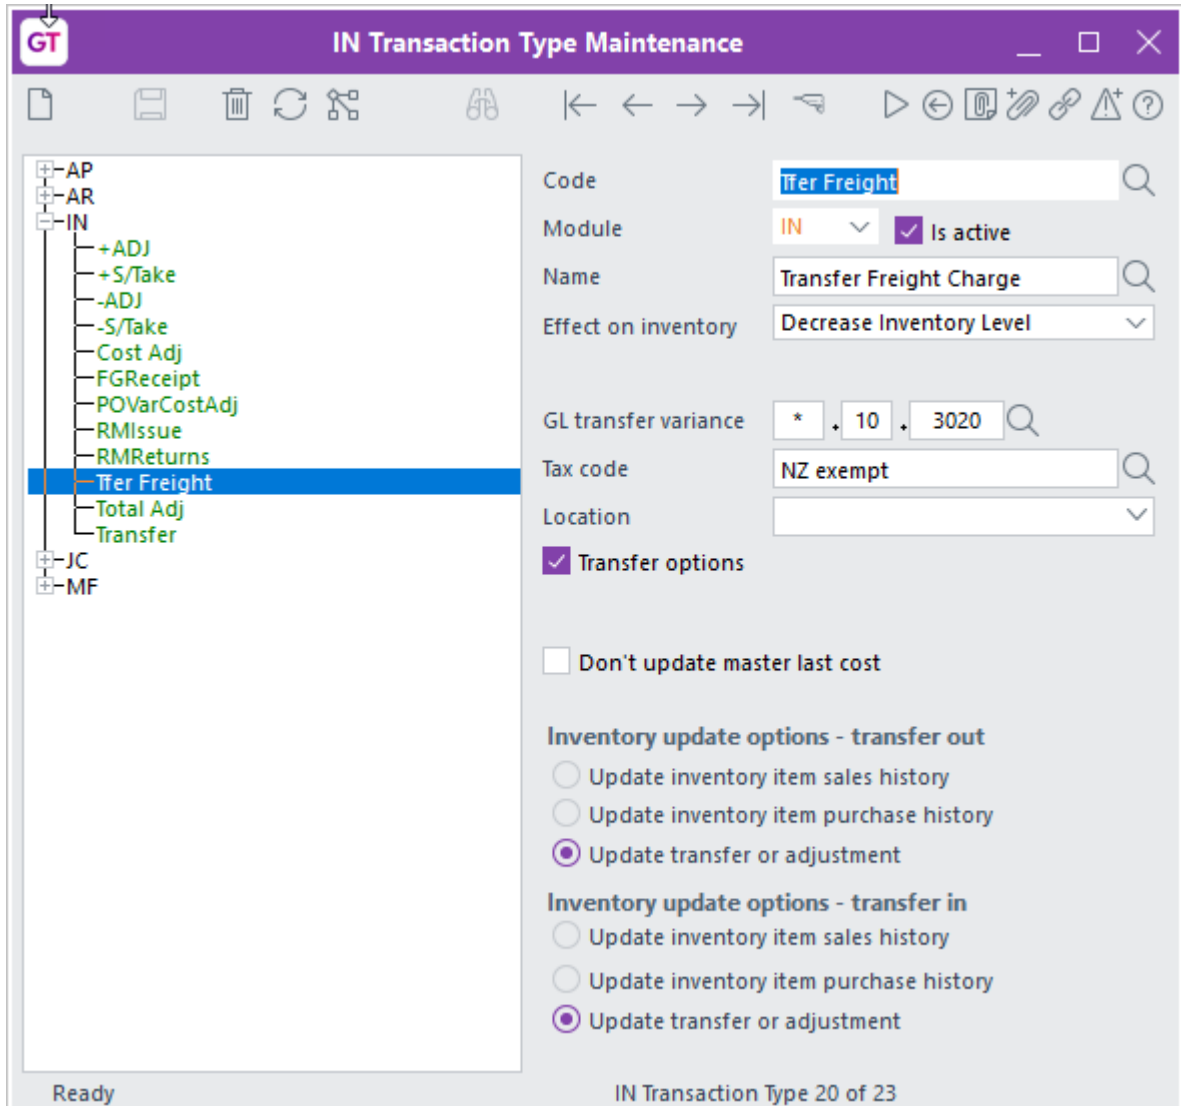 GT IN Transaction Type Maintenance
AP
AR
IN
+ADJ
+S/Take
-ADJ
-S/Take
Cost Adj
FGReceipt
POVarCostAdj
RMIssue
RMReturns
Tfer Freight
Total Adj
Transfer
JC
MF
Code Tfer Freight
Module IN Is active
Name Transfer Freight Charge
Effect on inventory Decrease Inventory Level
GL transfer variance * . 10 . 3020
Tax code NZ exempt
Location
Transfer options
Don't update master last cost
Inventory update options - transfer out
Update inventory item sales history
Update inventory item purchase history
Update transfer or adjustment
Inventory update options - transfer in
Update inventory item sales history
Update inventory item purchase history
Update transfer or adjustment
Ready IN Transaction Type 20 of 23